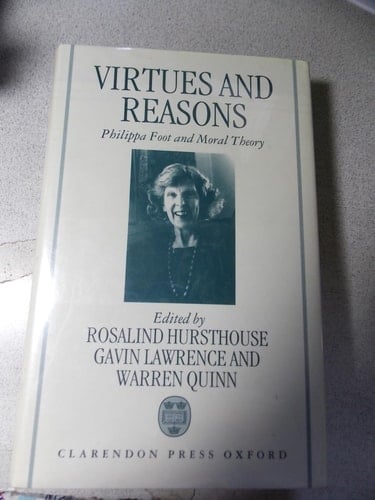 VIRTUES AND
REASONS
Philippa Foot and Moral Theory
Edited by
ROSALIND HURSTHOUSE
GAVIN LAWRENCE AND
WARREN QUINN
CLARENDON PRESS OXFORD